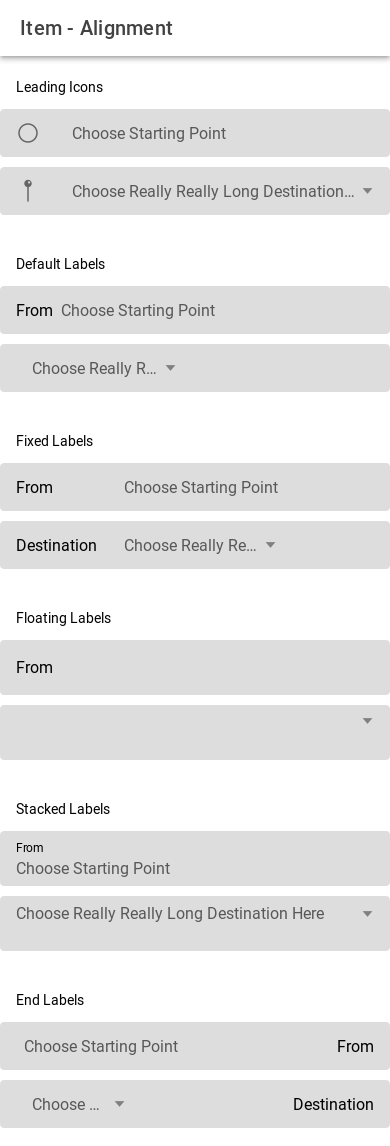 Item - Alignment
Leading Icons
Choose Starting Point
Choose Really Really Long Destination...
Default Labels
From Choose Starting Point
Choose Really R...
Fixed Labels
From Choose Starting Point
Destination Choose Really Re...
Floating Labels
From
Stacked Labels
From
Choose Starting Point
Choose Really Really Long Destination Here
End Labels
Choose Starting Point From
Choose ... Destination